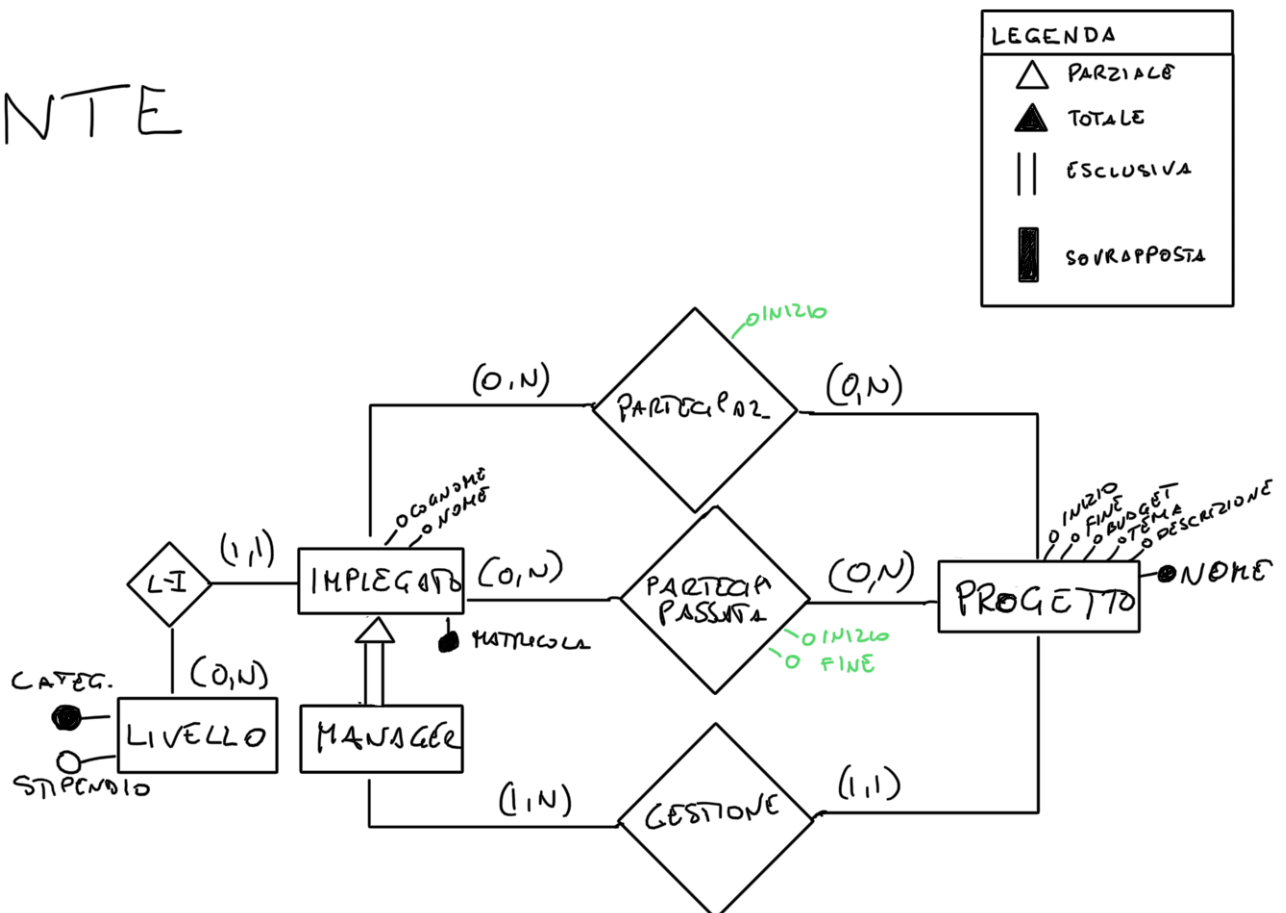 NTE
LEGENDA
PARZIALE
TOTALE
ESCLUSIVA
SOVRAPPOSTA
INIZIO
(0,N)
PARTECIPAZ.
(0,N)
COGNOME
NOME
INIZIO
FINE
BUDGET
TEMA
DESCRIZIONE
NOME
L-I
(1,1)
IMPIEGATO
(0,N)
PARTECIP.
PASSATA
(0,N)
PROGETTO
MATRICOLA
INIZIO
FINE
CATEG.
(0,N)
LIVELLO
STIPENDIO
MANAGER
(1,N)
GESTIONE
(1,1)